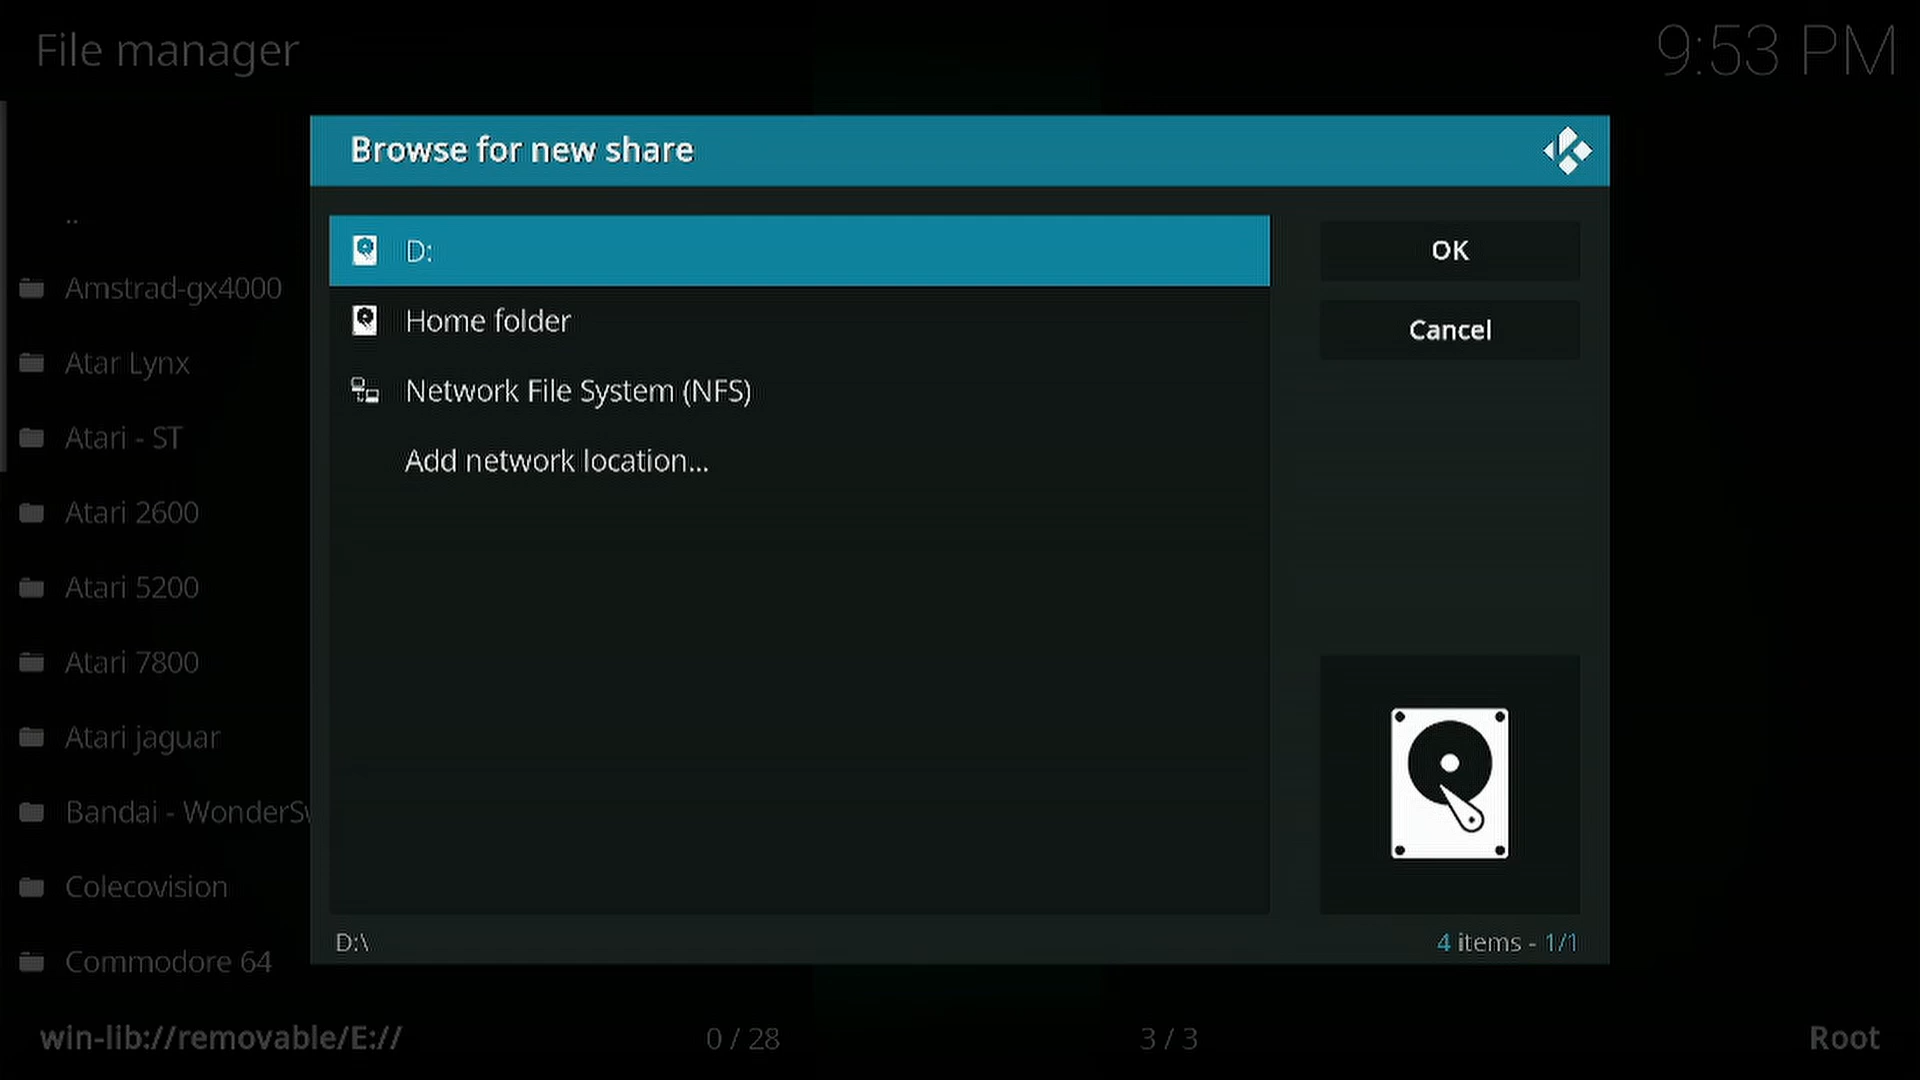 File manager
9:53 PM
Browse for new share
D:
Home folder
Network File System (NFS)
Add network location...
OK
Cancel
D:\
4 items - 1/1
..
Amstrad-gx4000
Atar Lynx
Atari - ST
Atari 2600
Atari 5200
Atari 7800
Atari jaguar
Bandai - WonderSw
Colecovision
Commodore 64
win-lib://removable/E://
0 / 28
3 / 3
Root